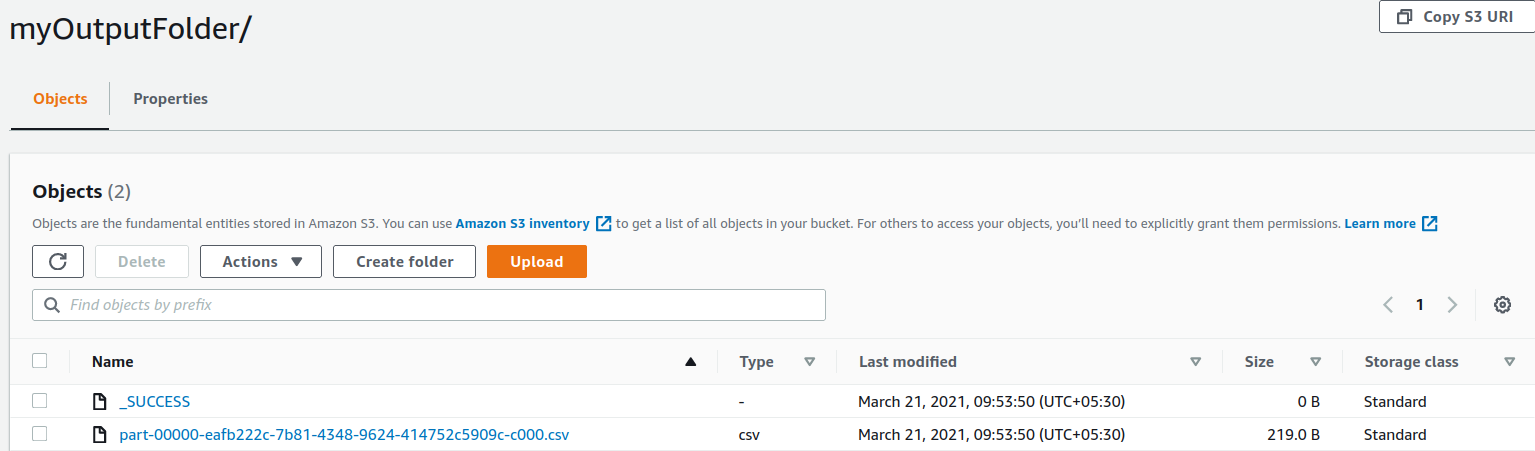 myOutputFolder/
Copy S3 URI
Objects
Properties
Objects (2)
Objects are the fundamental entities stored in Amazon S3. You can use Amazon S3 inventory to get a list of all objects in your bucket. For others to access your objects, you'll need to explicitly grant them permissions. Learn more
Delete Actions Create folder Upload
Find objects by prefix 1
Name Type Last modified Size Storage class
_SUCCESS - March 21, 2021, 09:53:50 (UTC+05:30) 0 B Standard
part-00000-eafb222c-7b81-4348-9624-414752c5909c-c000.csv csv March 21, 2021, 09:53:50 (UTC+05:30) 219.0 B Standard